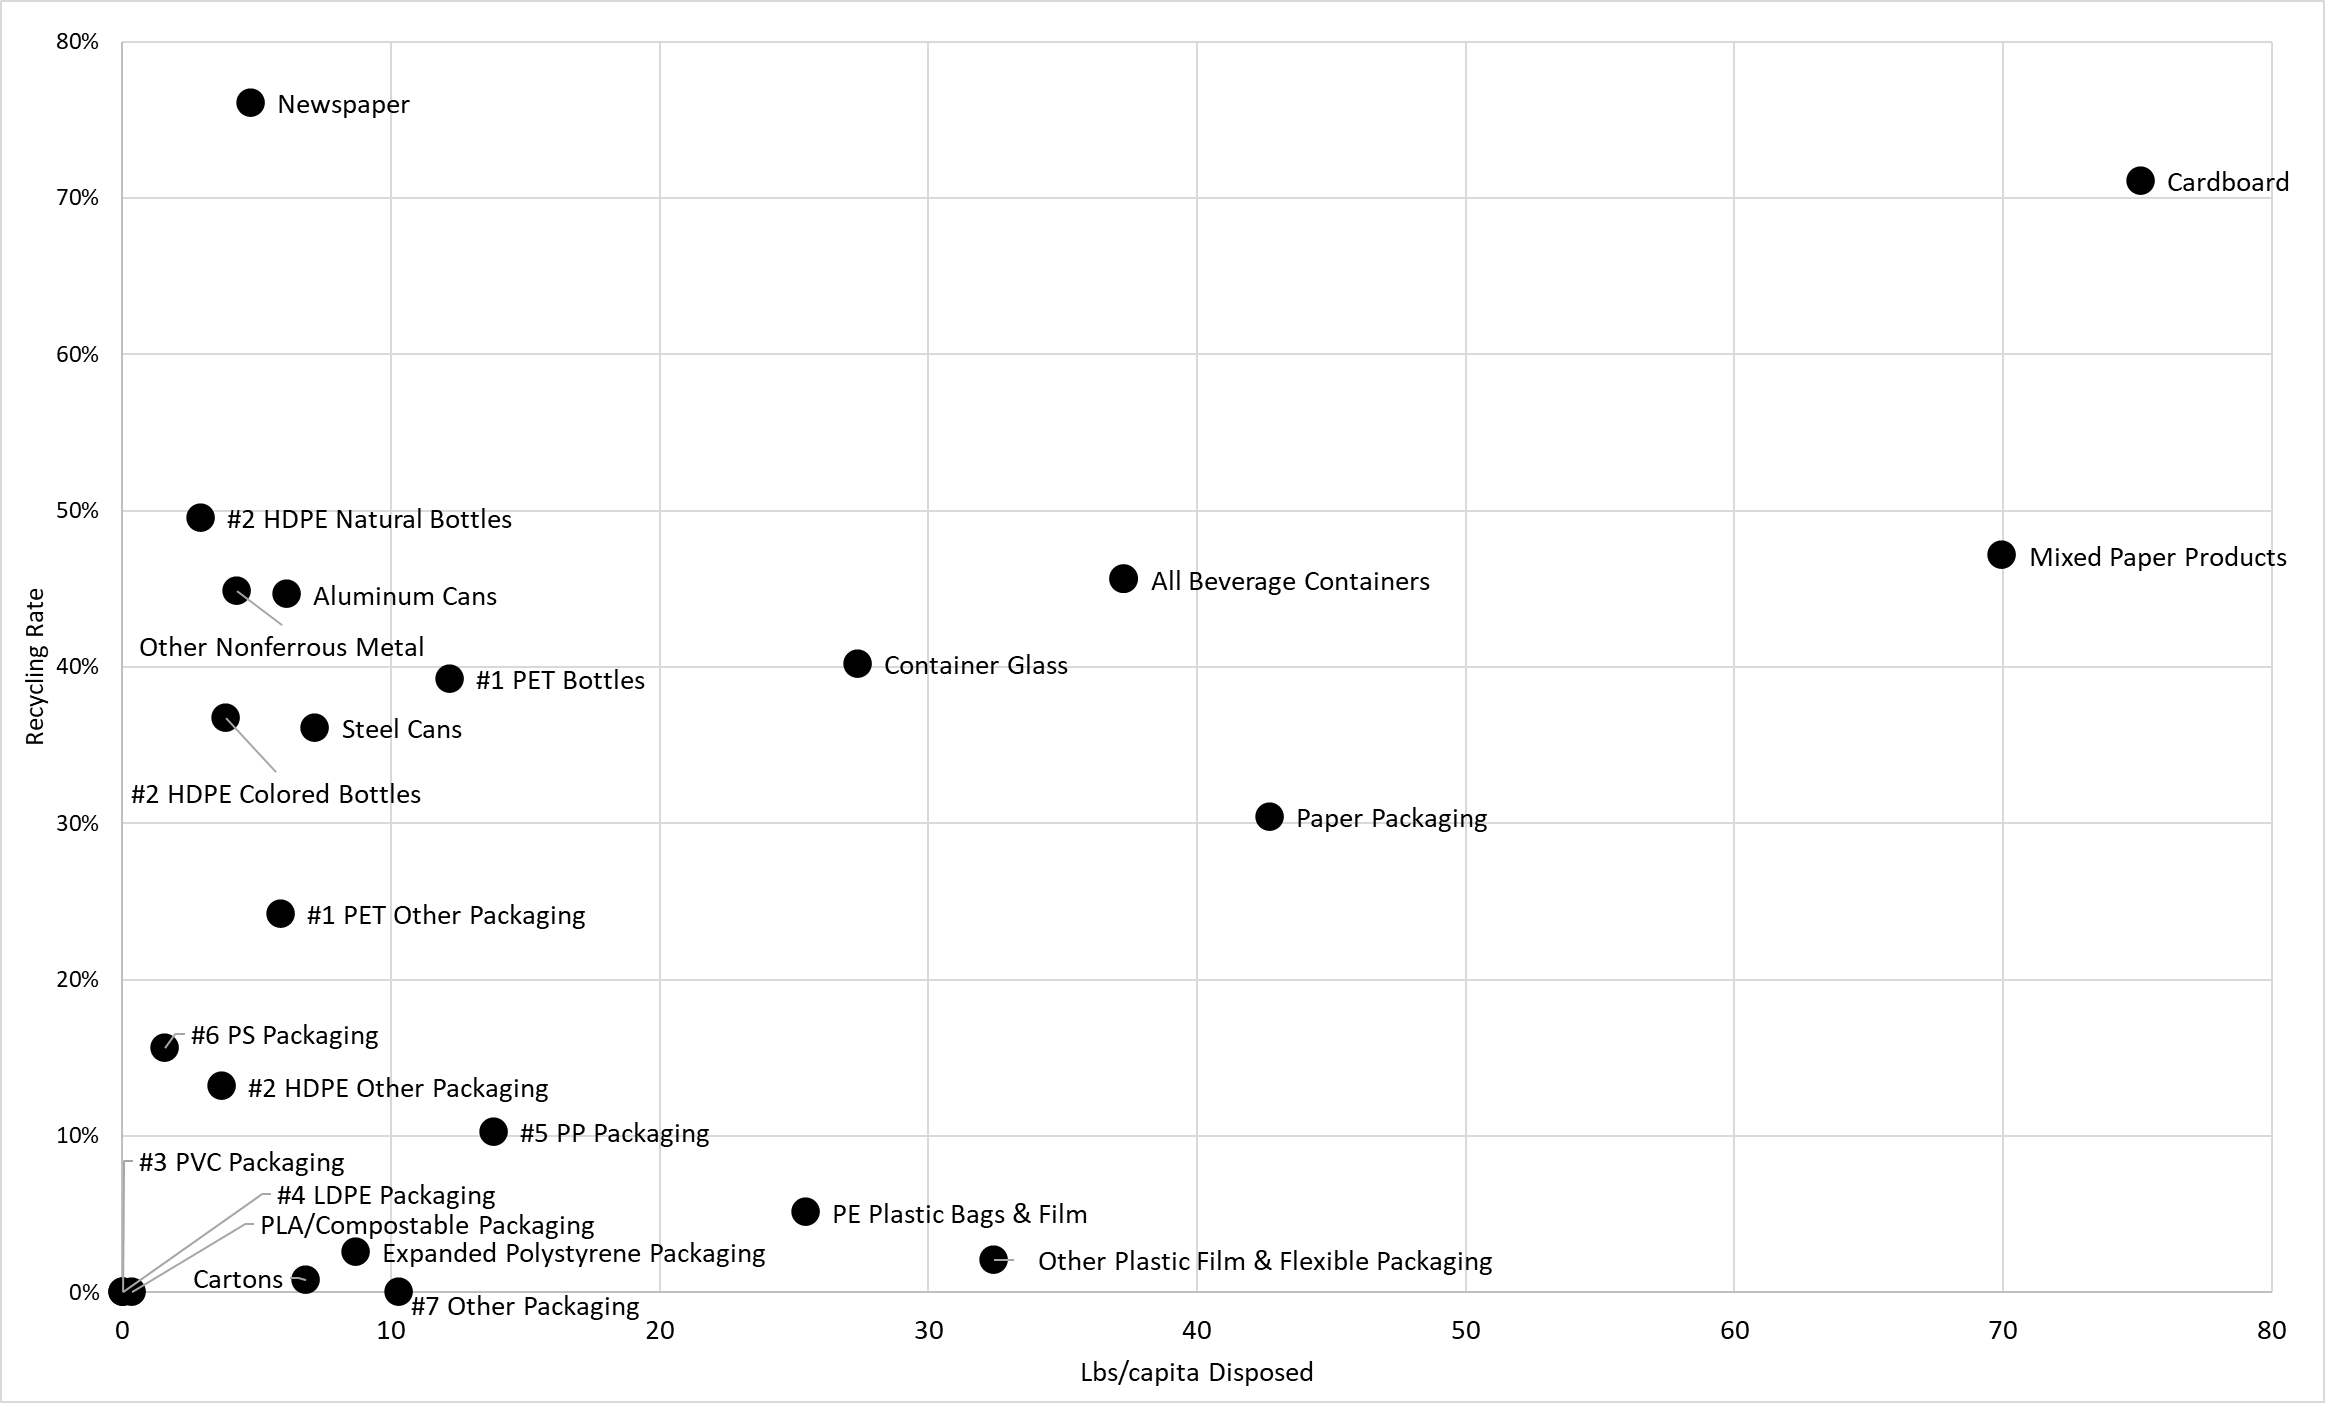 80%
Newspaper
Cardboard
70%
60%
50%
#2 HDPE Natural Bottles
Mixed Paper Products
All Beverage Containers
Aluminum Cans
Other Nonferrous Metal
Recycling Rate
40%
Container Glass
#1 PET Bottles
Steel Cans
#2 HDPE Colored Bottles
30%
Paper Packaging
#1 PET Other Packaging
20%
#6 PS Packaging
#2 HDPE Other Packaging
10%
#5 PP Packaging
#3 PVC Packaging
#4 LDPE Packaging
PE Plastic Bags & Film
PLA/Compostable Packaging
Expanded Polystyrene Packaging
Other Plastic Film & Flexible Packaging
Cartons
0%
#7 Other Packaging
0 10 20 30 40 50 60 70 80
Lbs/capita Disposed